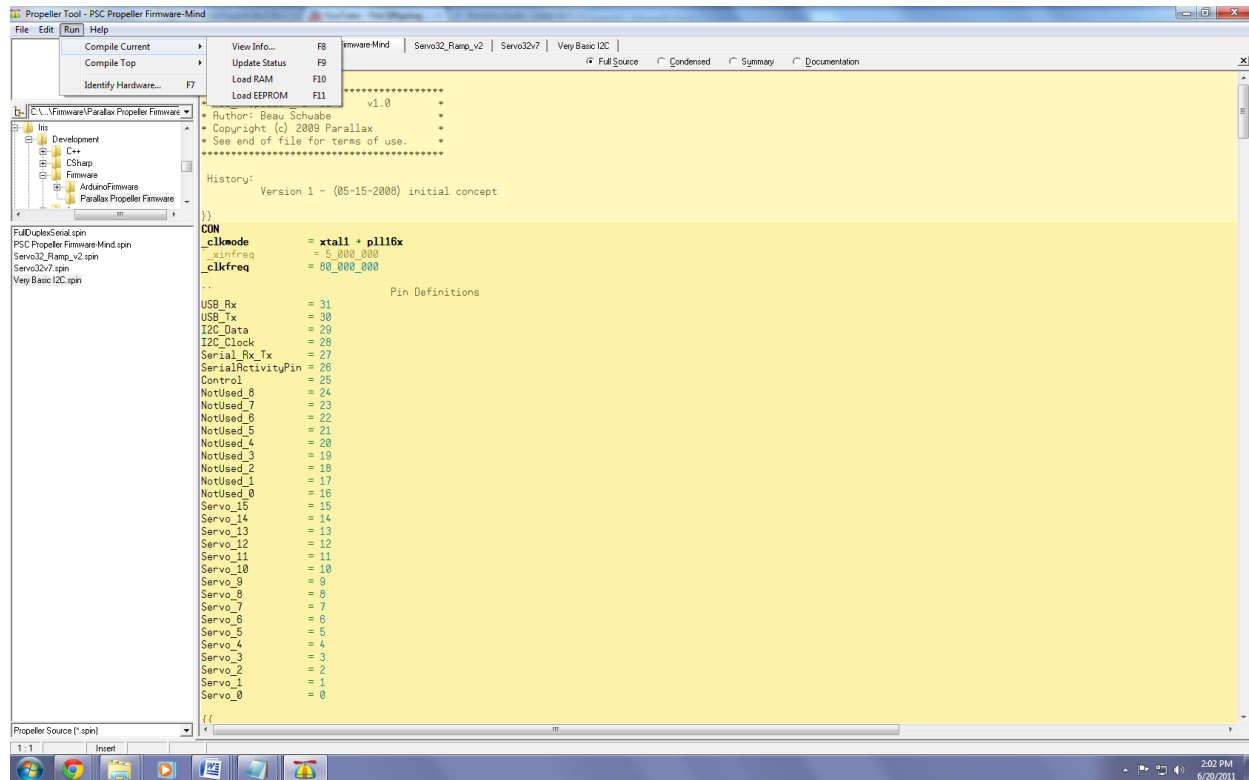 Propeller Tool - PSC Propeller Firmware-Mind
File Edit Run Help
Compile Current
Compile Top
Identify Hardware... F7
View Info... F8
Update Status F9
Load RAM F10
Load EEPROM F11
irmware-Mind Servo32_Ramp_v2 Servo32v7 Very Basic I2C
Full Source Condensed Summary Documentation
C:\...\Firmware\Parallax Propeller Firmware
Iris
Development
C++
CSharp
Firmware
ArduinoFirmware
Parallax Propeller Firmware
FullDuplexSerial.spin
PSC Propeller Firmware-Mind.spin
Servo32_Ramp_v2.spin
Servo32v7.spin
Very Basic I2C.spin
Propeller Source (*.spin)
****************
v1.0 *
* Author: Beau Schwabe *
* Copyright (c) 2009 Parallax *
* See end of file for terms of use. *
*****************************************
History:
Version 1 - (05-15-2008) initial concept
}}
CON
_clkmode = xtal1 + pll16x
'_xinfreq = 5_000_000
_clkfreq = 80_000_000
'' Pin Definitions
USB_Rx = 31
USB_Tx = 30
I2C_Data = 29
I2C_Clock = 28
Serial_Rx_Tx = 27
SerialActivityPin = 26
Control = 25
NotUsed_8 = 24
NotUsed_7 = 23
NotUsed_6 = 22
NotUsed_5 = 21
NotUsed_4 = 20
NotUsed_3 = 19
NotUsed_2 = 18
NotUsed_1 = 17
NotUsed_0 = 16
Servo_15 = 15
Servo_14 = 14
Servo_13 = 13
Servo_12 = 12
Servo_11 = 11
Servo_10 = 10
Servo_9 = 9
Servo_8 = 8
Servo_7 = 7
Servo_6 = 6
Servo_5 = 5
Servo_4 = 4
Servo_3 = 3
Servo_2 = 2
Servo_1 = 1
Servo_0 = 0
{{
1 : 1 Insert
2:02 PM
6/20/2011